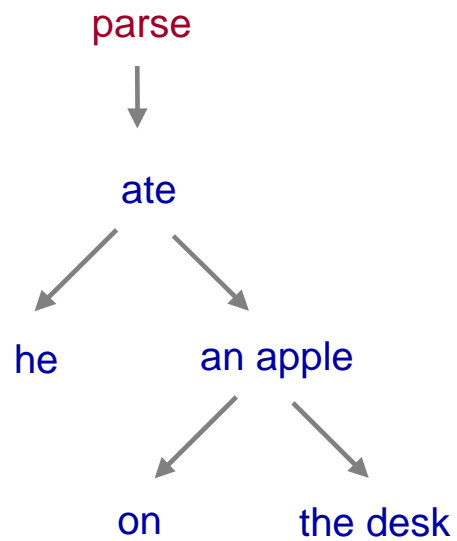 parse
ate
he an apple
on the desk